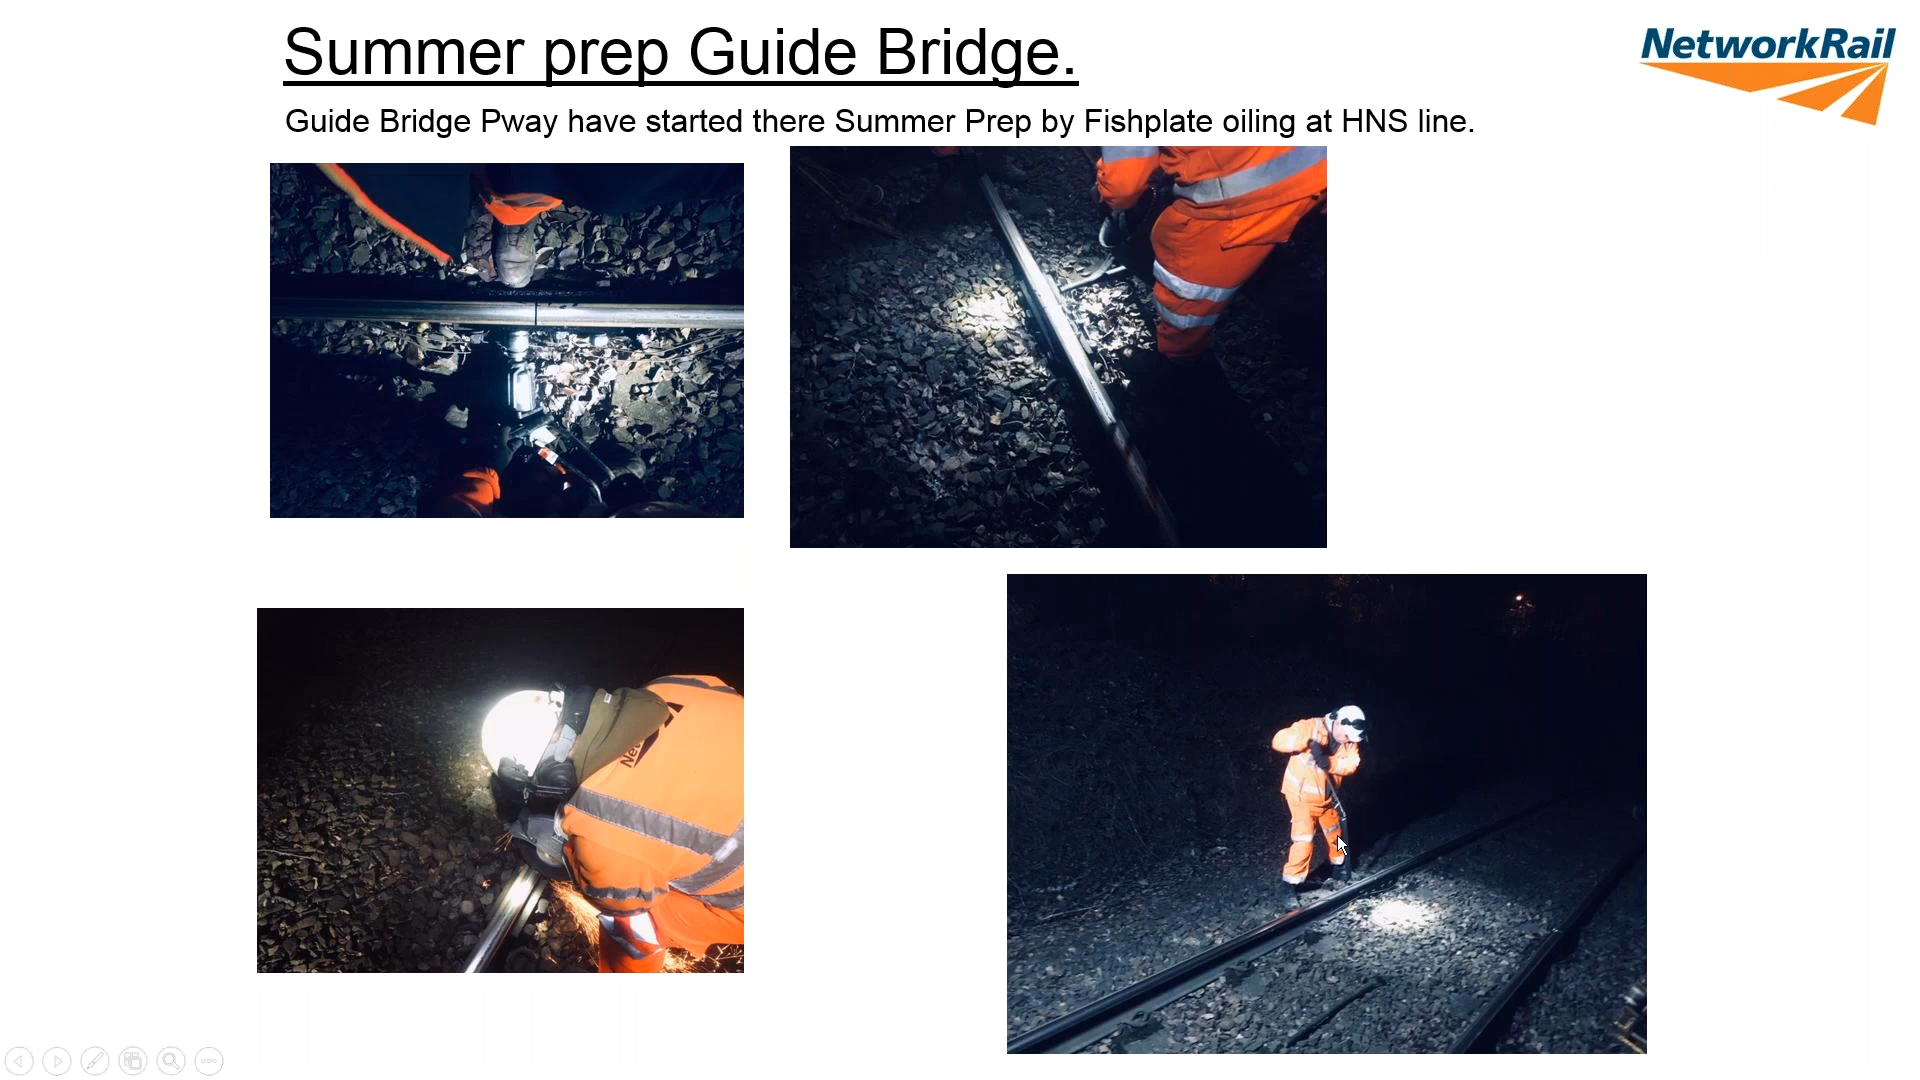 Summer prep Guide Bridge.
NetworkRail
Guide Bridge Pway have started there Summer Prep by Fishplate oiling at HNS line.